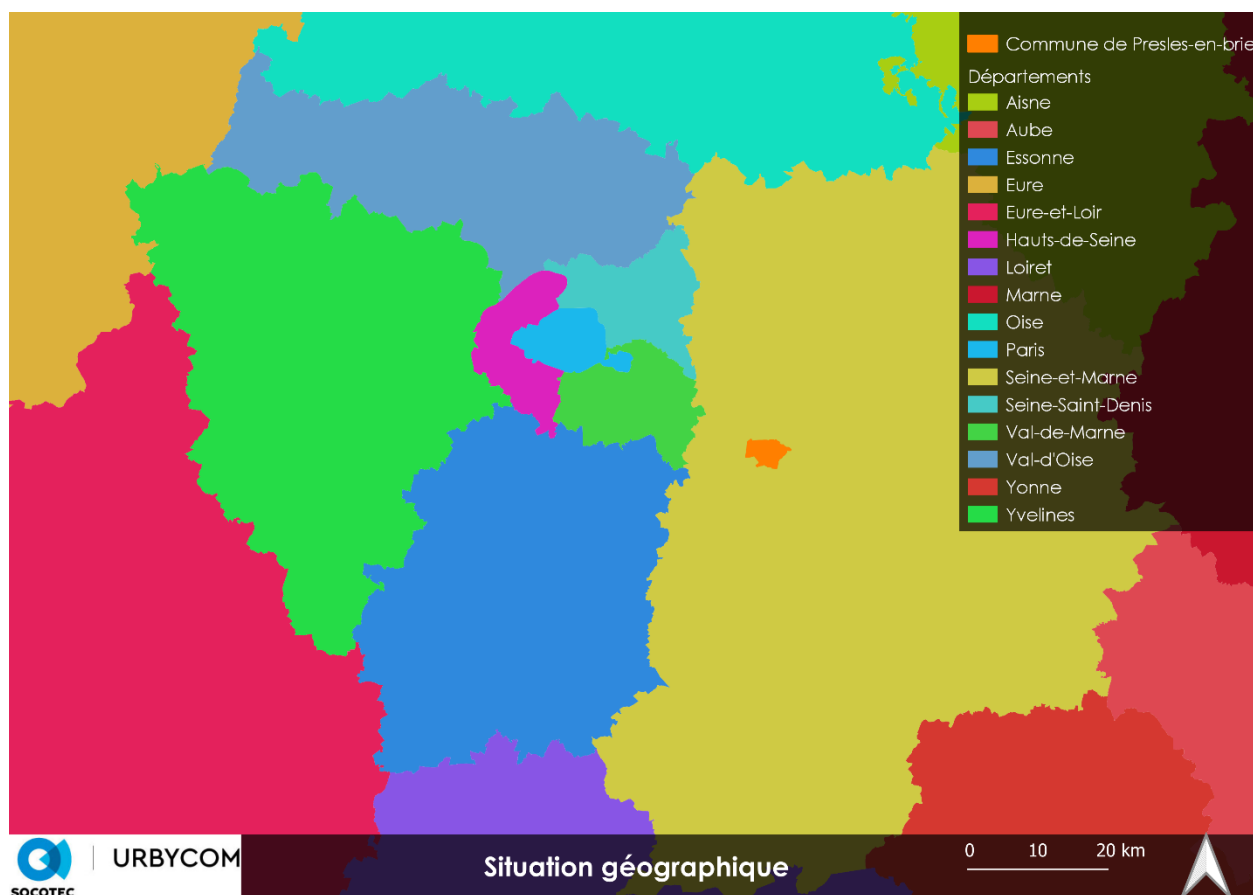 Commune de Presles-en-brie
Départements
Aisne
Aube
Essonne
Eure
Eure-et-Loir
Hauts-de-Seine
Loiret
Marne
Oise
Paris
Seine-et-Marne
Seine-Saint-Denis
Val-de-Marne
Val-d'Oise
Yonne
Yvelines
SOCOTEC
URBYCOM
Situation géographique
0 10 20 km